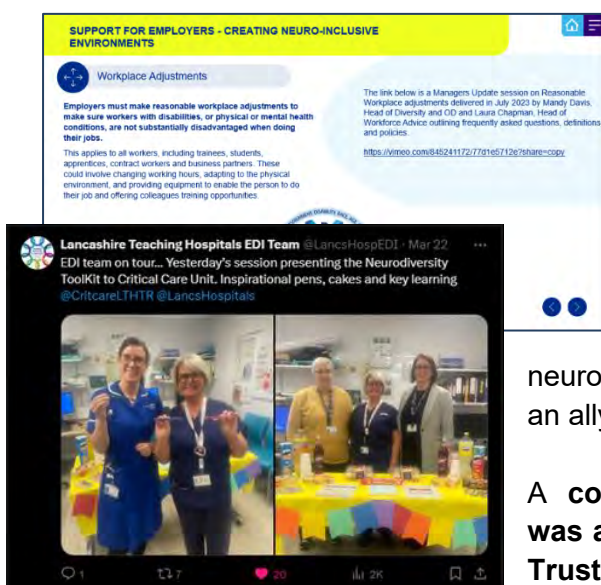 SUPPORT FOR EMPLOYERS - CREATING NEURO-INCLUSIVE
ENVIRONMENTS
Workplace Adjustments
Employers must make reasonable workplace adjustments to
make sure workers with disabilities, or physical or mental health
conditions, are not substantially disadvantaged when doing
their jobs.
This applies to all workers, including trainees, students,
apprentices, contract workers and business partners. These
could involve changing working hours, adapting to the physical
environment, and providing equipment to enable the person to do
their job and offering colleagues training opportunities.
The link below is a Managers Update session on Reasonable
Workplace adjustments delivered in July 2023 by Mandy Davis,
Head of Diversity and OD and Laura Chapman, Head of
Workforce Advice outlining frequently asked questions, definitions
and policies.
https://vimeo.com/845241172/77d1e5712e?share=copy
Lancashire Teaching Hospitals EDI Team @LancsHospEDI · Mar 22
EDI team on tour... Yesterday's session presenting the Neurodiversity
ToolKit to Critical Care Unit. Inspirational pens, cakes and key learning
@CritcareLTHTR @LancsHospitals
1 7 20 2K
neuro
an ally
A co
was a
Trust